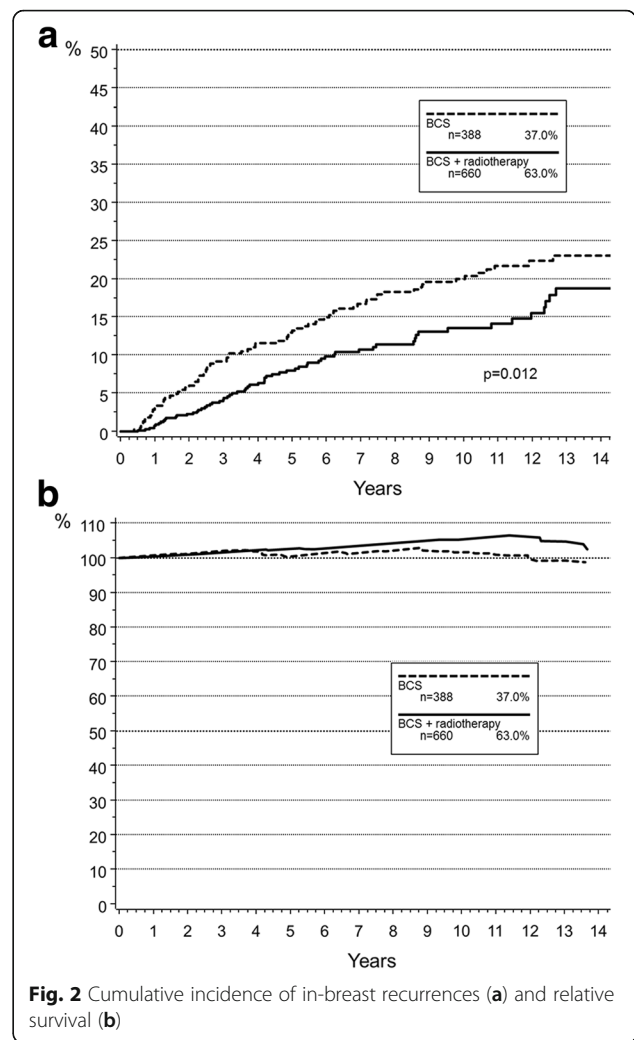 a
%
50
45
40
35
30
25
20
15
10
5
0
BCS
n=388 37.0%
BCS + radiotherapy
n=660 63.0%
p=0.012
0 1 2 3 4 5 6 7 8 9 10 11 12 13 14
Years
b
%
110
100
90
80
70
60
50
40
30
20
10
0
BCS
n=388 37.0%
BCS + radiotherapy
n=660 63.0%
0 1 2 3 4 5 6 7 8 9 10 11 12 13 14
Years
Fig. 2 Cumulative incidence of in-breast recurrences (a) and relative
survival (b)